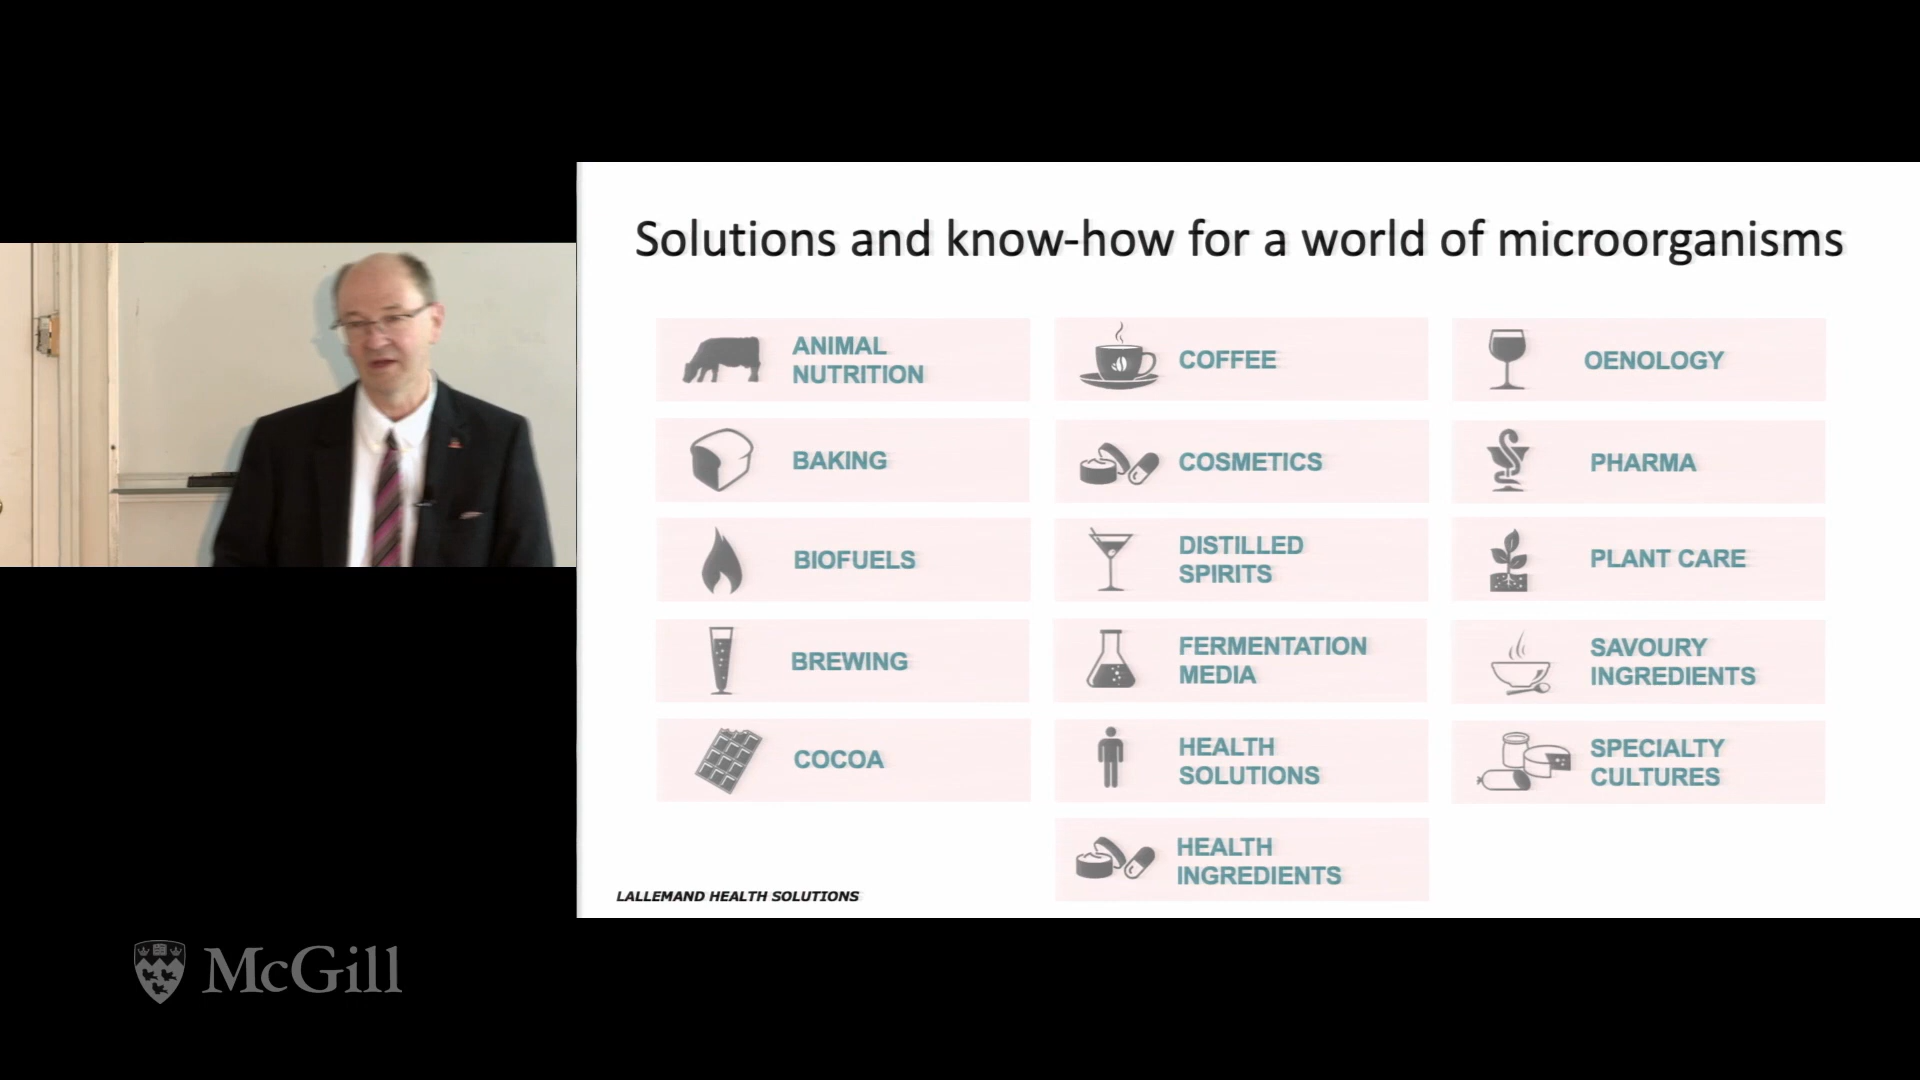 Solutions and know-how for a world of microorganisms
ANIMAL
NUTRITION
BAKING
BIOFUELS
BREWING
COCOA
COFFEE
COSMETICS
DISTILLED
SPIRITS
FERMENTATION
MEDIA
HEALTH
SOLUTIONS
HEALTH
INGREDIENTS
OENOLOGY
PHARMA
PLANT CARE
SAVOURY
INGREDIENTS
SPECIALTY
CULTURES
LALLEMAND HEALTH SOLUTIONS
McGill